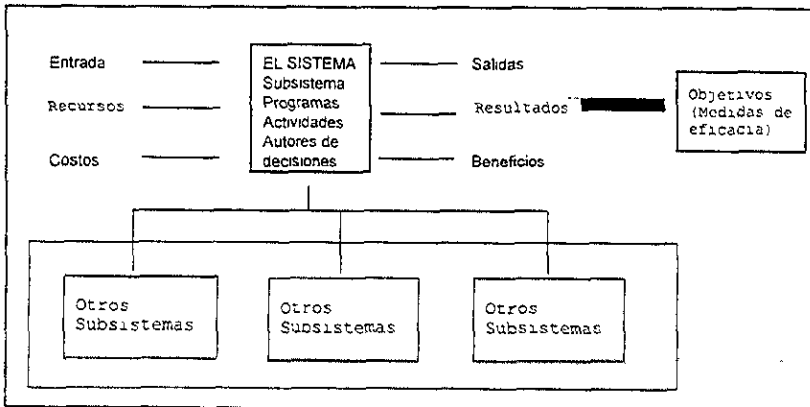 Entrada
Recursos
Costos
EL SISTEMA
Subsistema
Programas
Actividades
Autores de
decisiones
Salidas
Resultados
Beneficios
Objetivos
(Medidas de
eficacia)
Otros
Subsistemas
Otros
Subsistemas
Otros
Subsistemas